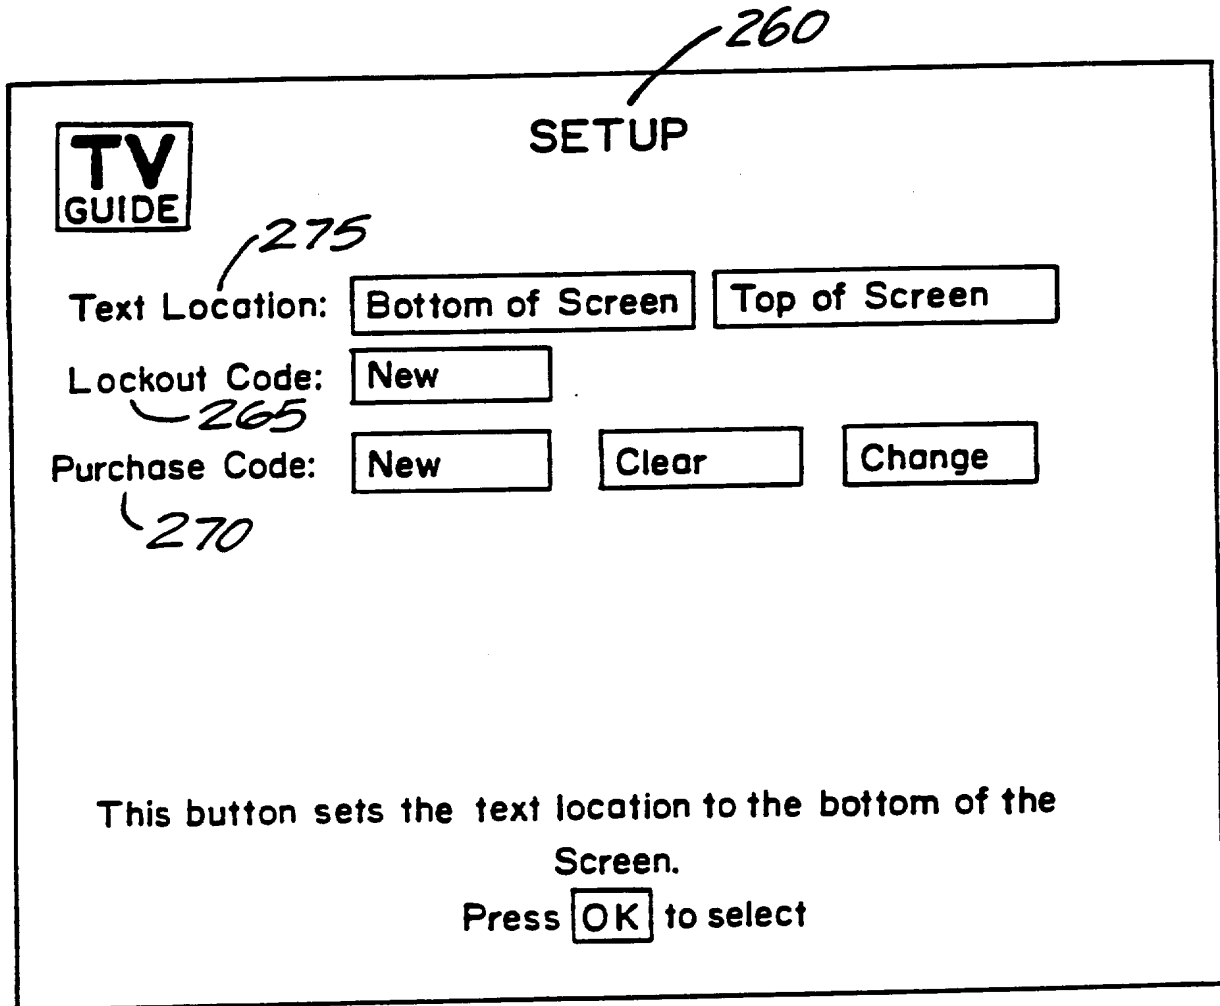 260
SETUP
TV
GUIDE
275
Text Location: Bottom of Screen Top of Screen
Lockout Code: New
265
Purchase Code: New Clear Change
270
This button sets the text location to the bottom of the
Screen.
Press OK to select